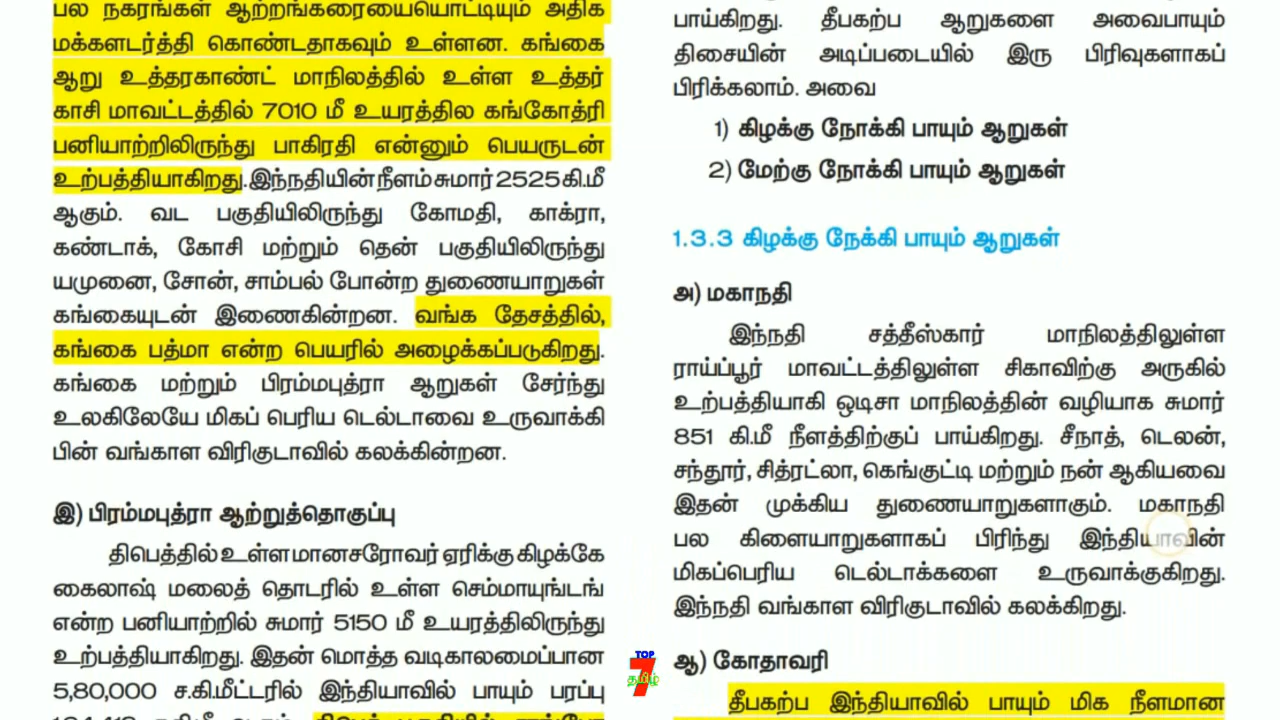 பல நகரங்கள் ஆற்றங்கரையையொட்டியும் அதிக
மக்களடர்த்தி கொண்டதாகவும் உள்ளன. கங்கை
ஆறு உத்தரகாண்ட் மாநிலத்தில் உள்ள உத்தர்
காசி மாவட்டத்தில் 7010 மீ உயரத்தில கங்கோத்ரி
பனியாற்றிலிருந்து பாகிரதி என்னும் பெயருடன்
உற்பத்தியாகிறது. இந்நதியின் நீளம் சுமார் 2525 கி.மீ
ஆகும். வட பகுதியிலிருந்து கோமதி, காக்ரா,
கண்டாக், கோசி மற்றும் தென் பகுதியிலிருந்து
யமுனை, சோன், சாம்பல் போன்ற துணையாறுகள்
கங்கையுடன் இணைகின்றன. வங்க தேசத்தில்,
கங்கை பத்மா என்ற பெயரில் அழைக்கப்படுகிறது.
கங்கை மற்றும் பிரம்மபுத்ரா ஆறுகள் சேர்ந்து
உலகிலேயே மிகப் பெரிய டெல்டாவை உருவாக்கி
பின் வங்காள விரிகுடாவில் கலக்கின்றன.
இ) பிரம்மபுத்ரா ஆற்றுத்தொகுப்பு
திபெத்தில் உள்ள மானசரோவர் ஏரிக்கு கிழக்கே
கைலாஷ் மலைத் தொடரில் உள்ள செம்மாயுங்டங்
என்ற பனியாற்றில் சுமார் 5150 மீ உயரத்திலிருந்து
உற்பத்தியாகிறது. இதன் மொத்த வடிகாலமைப்பான
5,80,000 ச.கி.மீட்டரில் இந்தியாவில் பாயும் பரப்பு
பாய்கிறது. தீபகற்ப ஆறுகளை அவைபாயும்
திசையின் அடிப்படையில் இரு பிரிவுகளாகப்
பிரிக்கலாம். அவை
1) கிழக்கு நோக்கி பாயும் ஆறுகள்
2) மேற்கு நோக்கி பாயும் ஆறுகள்
1.3.3 கிழக்கு நேக்கி பாயும் ஆறுகள்
அ) மகாநதி
இந்நதி சத்தீஸ்கார் மாநிலத்திலுள்ள
ராய்ப்பூர் மாவட்டத்திலுள்ள சிகாவிற்கு அருகில்
உற்பத்தியாகி ஒடிசா மாநிலத்தின் வழியாக சுமார்
851 கி.மீ நீளத்திற்குப் பாய்கிறது. சீநாத், டெலன்,
சந்தூர், சித்ரட்லா, கெங்குட்டி மற்றும் நன் ஆகியவை
இதன் முக்கிய துணையாறுகளாகும். மகாநதி
பல கிளையாறுகளாகப் பிரிந்து இந்தியாவின்
மிகப்பெரிய டெல்டாக்களை உருவாக்குகிறது.
இந்நதி வங்காள விரிகுடாவில் கலக்கிறது.
ஆ) கோதாவரி
தீபகற்ப இந்தியாவில் பாயும் மிக நீளமான
TOP
7
தமிழ்